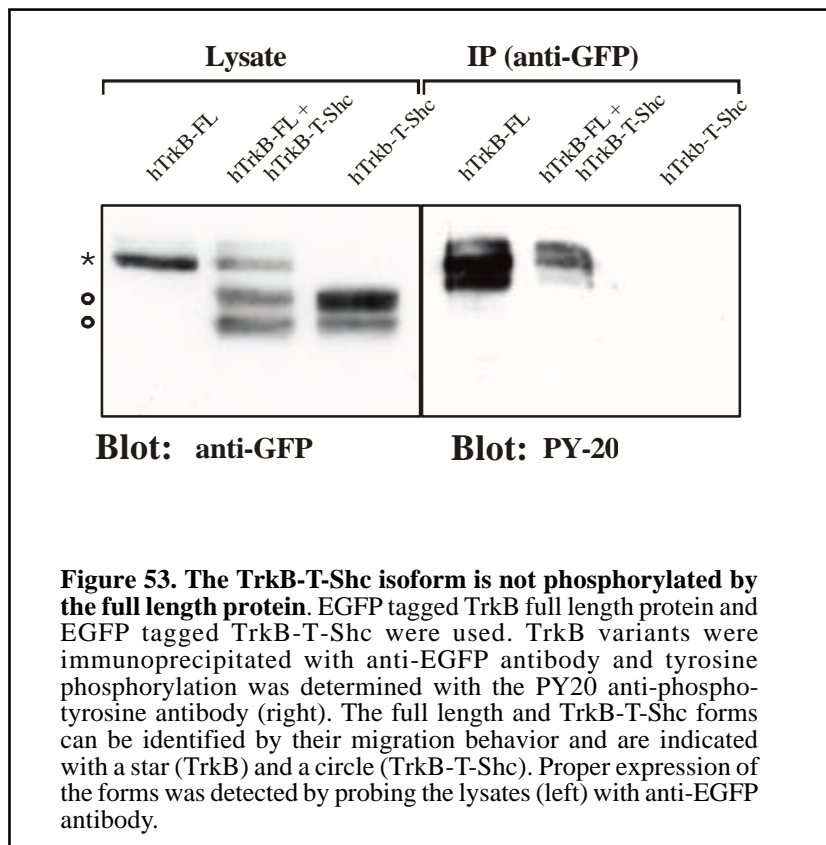 Lysate IP (anti-GFP)
hTrkB-FL
hTrkB-FL +
hTrkB-T-Shc
hTrkb-T-Shc
hTrkB-FL
hTrkB-FL +
hTrkB-T-Shc
hTrkb-T-Shc
*
Blot: anti-GFP Blot: PY-20
Figure 53. The TrkB-T-Shc isoform is not phosphorylated by
the full length protein. EGFP tagged TrkB full length protein and
EGFP tagged TrkB-T-Shc were used. TrkB variants were
immunoprecipitated with anti-EGFP antibody and tyrosine
phosphorylation was determined with the PY20 anti-phospho-
tyrosine antibody (right). The full length and TrkB-T-Shc forms
can be identified by their migration behavior and are indicated
with a star (TrkB) and a circle (TrkB-T-Shc). Proper expression of
the forms was detected by probing the lysates (left) with anti-EGFP
antibody.